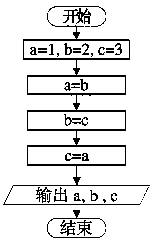 开始
a=1, b=2, c=3
a=b
b=c
c=a
输出 a, b, c
结束